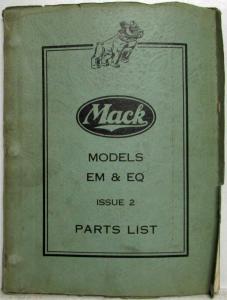 Mack
MODELS
EM & EQ
ISSUE 2
PARTS LIST